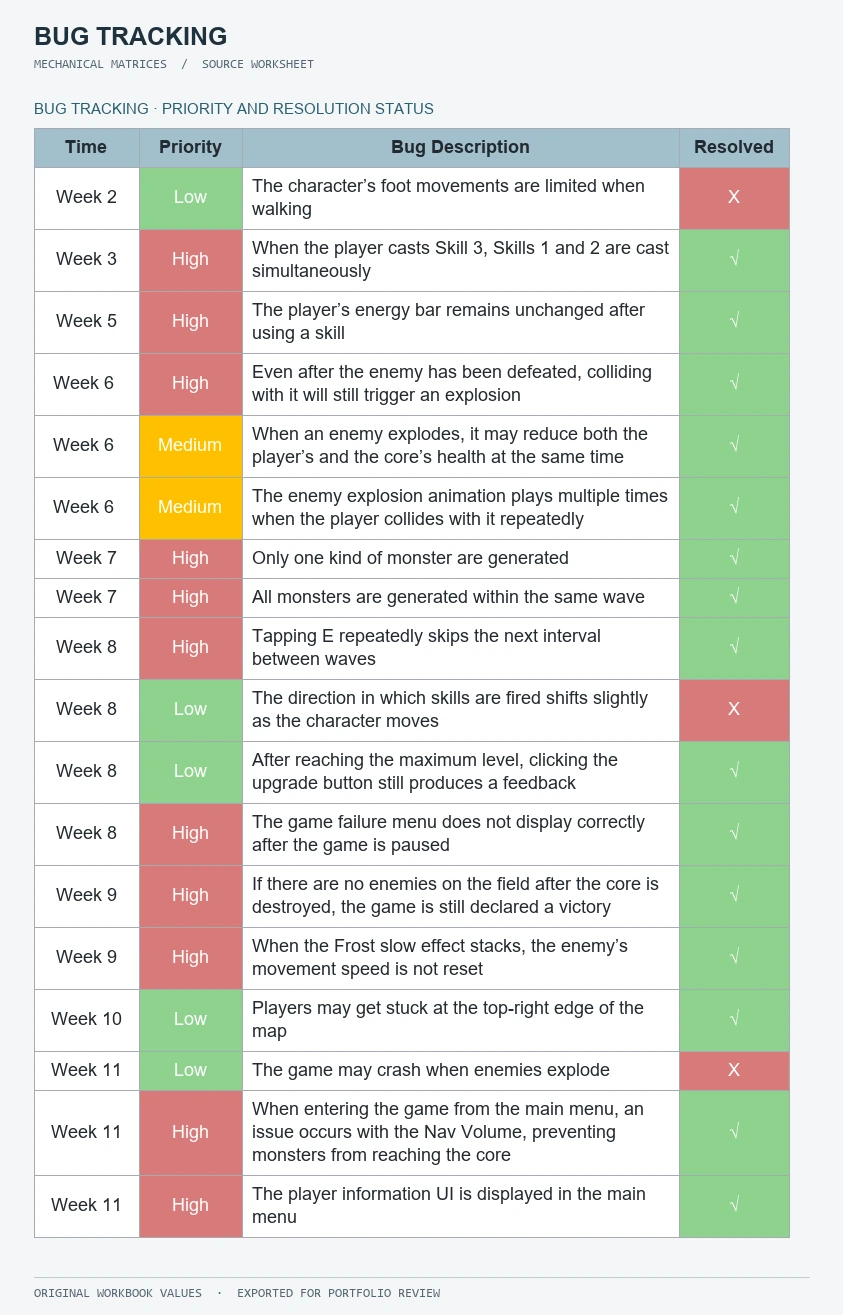 BUG TRACKING
MECHANICAL MATRICES / SOURCE WORKSHEET
BUG TRACKING · PRIORITY AND RESOLUTION STATUS
Time Priority Bug Description Resolved
Week 2 Low The character’s foot movements are limited when
walking X
Week 3 High When the player casts Skill 3, Skills 1 and 2 are cast
simultaneously √
Week 5 High The player’s energy bar remains unchanged after
using a skill √
Week 6 High Even after the enemy has been defeated, colliding
with it will still trigger an explosion √
Week 6 Medium When an enemy explodes, it may reduce both the
player’s and the core’s health at the same time √
Week 6 Medium The enemy explosion animation plays multiple times
when the player collides with it repeatedly √
Week 7 High Only one kind of monster are generated √
Week 7 High All monsters are generated within the same wave √
Week 8 High Tapping E repeatedly skips the next interval
between waves √
Week 8 Low The direction in which skills are fired shifts slightly
as the character moves X
Week 8 Low After reaching the maximum level, clicking the
upgrade button still produces a feedback √
Week 8 High The game failure menu does not display correctly
after the game is paused √
Week 9 High If there are no enemies on the field after the core is
destroyed, the game is still declared a victory √
Week 9 High When the Frost slow effect stacks, the enemy’s
movement speed is not reset √
Week 10 Low Players may get stuck at the top-right edge of the
map √
Week 11 Low The game may crash when enemies explode X
Week 11 High When entering the game from the main menu, an
issue occurs with the Nav Volume, preventing
monsters from reaching the core √
Week 11 High The player information UI is displayed in the main
menu √
ORIGINAL WORKBOOK VALUES · EXPORTED FOR PORTFOLIO REVIEW